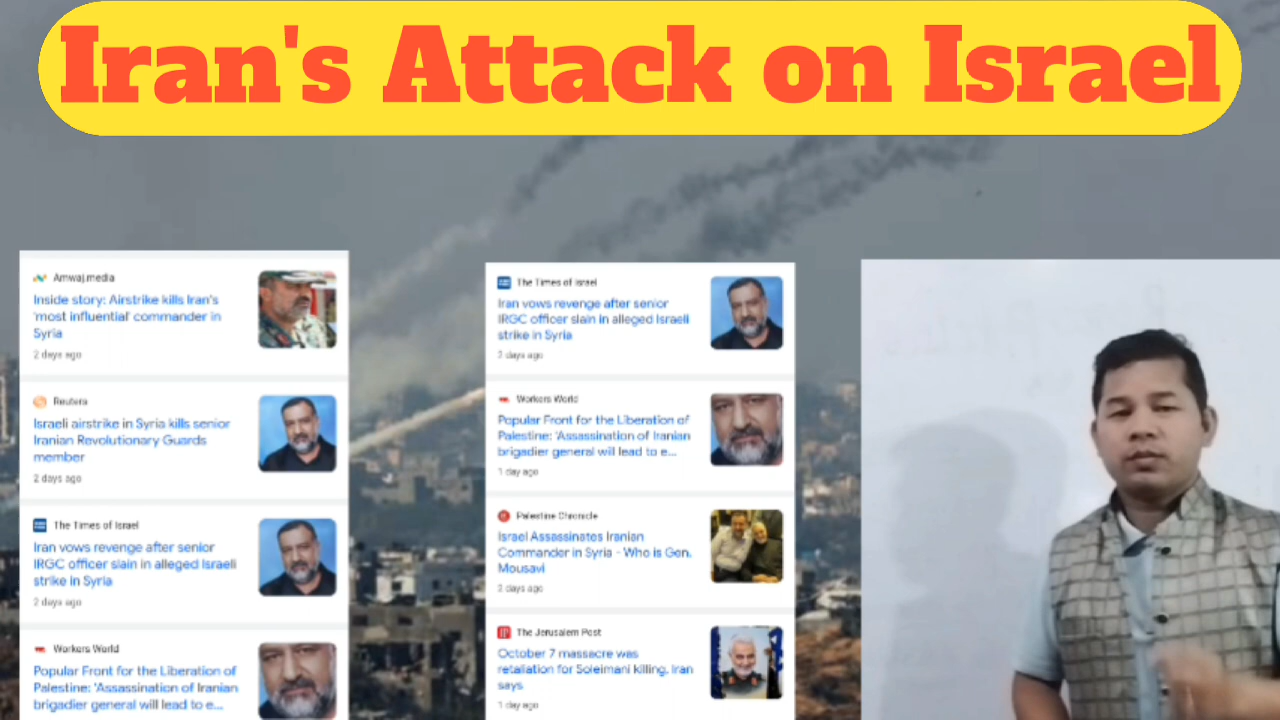 Iran's Attack on Israel
Amwaj.media
Inside story: Airstrike kills Iran's
'most influential' commander in
Syria
2 days ago
Reuters
Israeli airstrike in Syria kills senior
Iranian Revolutionary Guards
member
2 days ago
The Times of Israel
Iran vows revenge after senior
IRGC officer slain in alleged Israeli
strike in Syria
2 days ago
Workers World
Popular Front for the Liberation of
Palestine: 'Assassination of Iranian
brigadier general will lead to e...
The Times of Israel
Iran vows revenge after senior
IRGC officer slain in alleged Israeli
strike in Syria
2 days ago
Workers World
Popular Front for the Liberation of
Palestine: 'Assassination of Iranian
brigadier general will lead to e...
1 day ago
Palestine Chronicle
Israel Assassinates Iranian
Commander in Syria - Who is Gen.
Mousavi
2 days ago
The Jerusalem Post
October 7 massacre was
retaliation for Soleimani killing, Iran
says
1 day ago